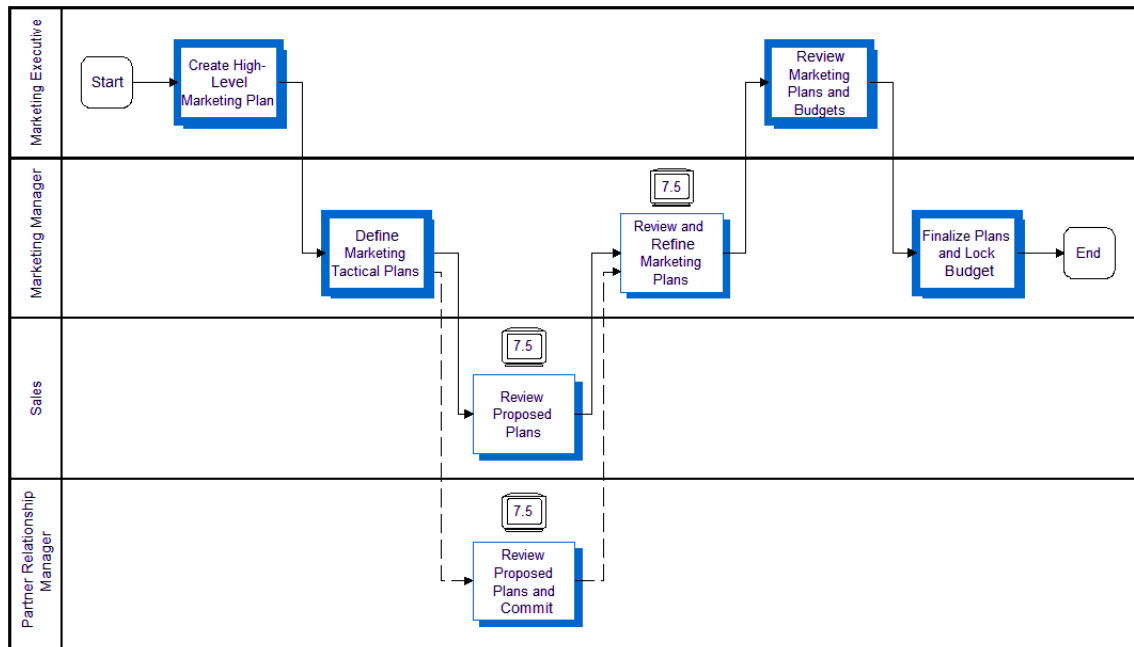 Marketing Executive
Start
Create High-
Level
Marketing Plan
Review
Marketing
Plans and
Budgets
Marketing Manager
Define
Marketing
Tactical Plans
7.5
Review and
Refine
Marketing
Plans
Finalize Plans
and Lock
Budget
End
Sales
7.5
Review
Proposed
Plans
Partner Relationship
Manager
7.5
Review
Proposed
Plans and
Commit